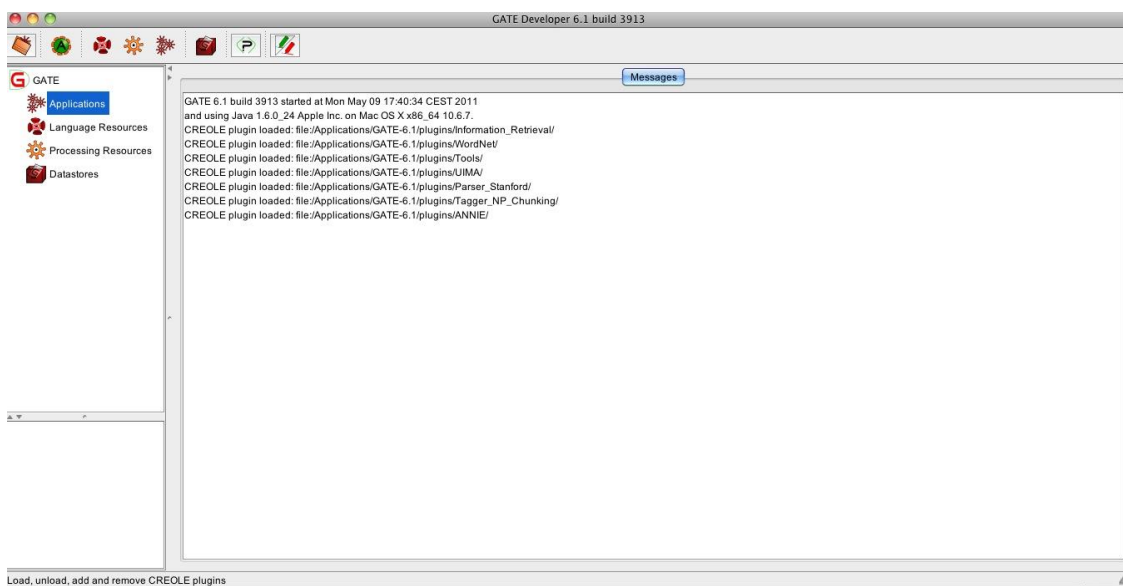 GATE Developer 6.1 build 3913
GATE
Applications
Language Resources
Processing Resources
Datastores
Messages
GATE 6.1 build 3913 started at Mon May 09 17:40:34 CEST 2011
and using Java 1.6.0_24 Apple Inc. on Mac OS X x86_64 10.6.7.
CREOLE plugin loaded: file:/Applications/GATE-6.1/plugins/Information_Retrieval/
CREOLE plugin loaded: file:/Applications/GATE-6.1/plugins/WordNet/
CREOLE plugin loaded: file:/Applications/GATE-6.1/plugins/Tools/
CREOLE plugin loaded: file:/Applications/GATE-6.1/plugins/UIMA/
CREOLE plugin loaded: file:/Applications/GATE-6.1/plugins/Parser_Stanford/
CREOLE plugin loaded: file:/Applications/GATE-6.1/plugins/Tagger_NP_Chunking/
CREOLE plugin loaded: file:/Applications/GATE-6.1/plugins/ANNIE/
Load, unload, add and remove CREOLE plugins